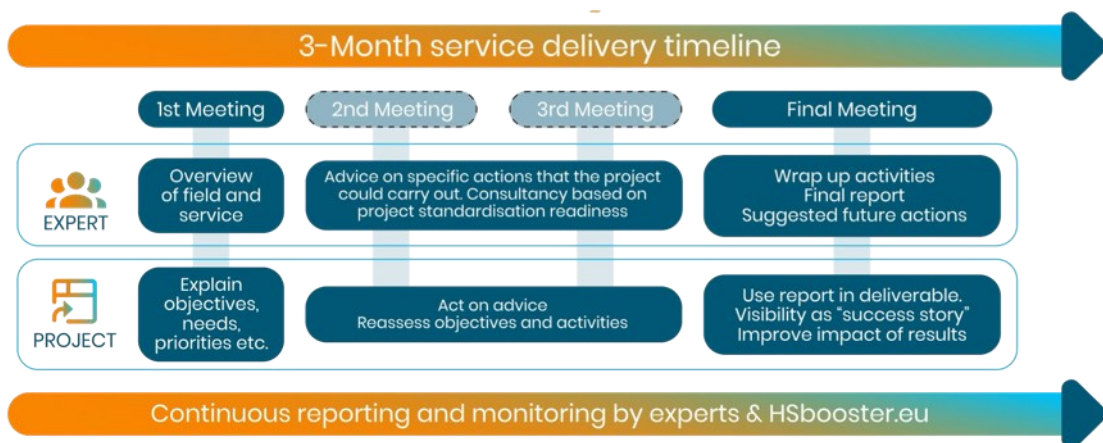 3-Month service delivery timeline
1st Meeting
2nd Meeting
3rd Meeting
Final Meeting
EXPERT
Overview
of field and
service
Advice on specific actions that the project
could carry out. Consultancy based on
project standardisation readiness
Wrap up activities
Final report
Suggested future actions
PROJECT
Explain
objectives,
needs,
priorities etc.
Act on advice
Reassess objectives and activities
Use report in deliverable.
Visibility as "success story"
Improve impact of results
Continuous reporting and monitoring by experts & HSbooster.eu